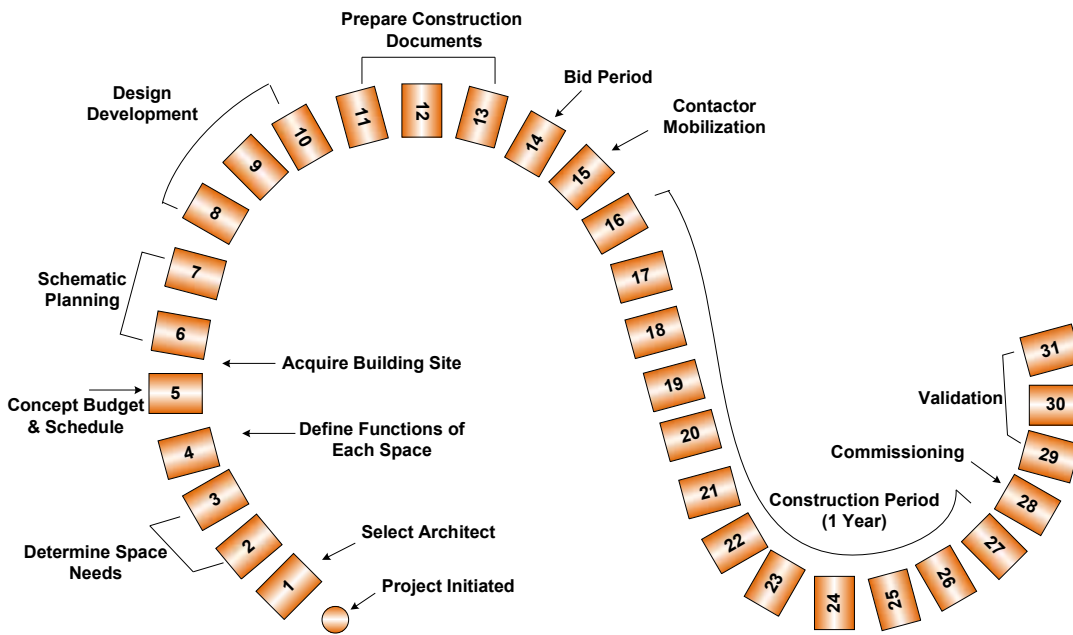 Project Initiated
Select Architect
1
2
3
Determine Space
Needs
4
Define Functions of
Each Space
5
Concept Budget
& Schedule
Acquire Building Site
6
7
Schematic
Planning
8
9
10
Design
Development
11
12
13
Prepare Construction
Documents
14
Bid Period
15
Contactor
Mobilization
16
17
18
19
20
21
22
23
24
25
26
27
Construction Period
(1 Year)
28
Commissioning
29
30
31
Validation